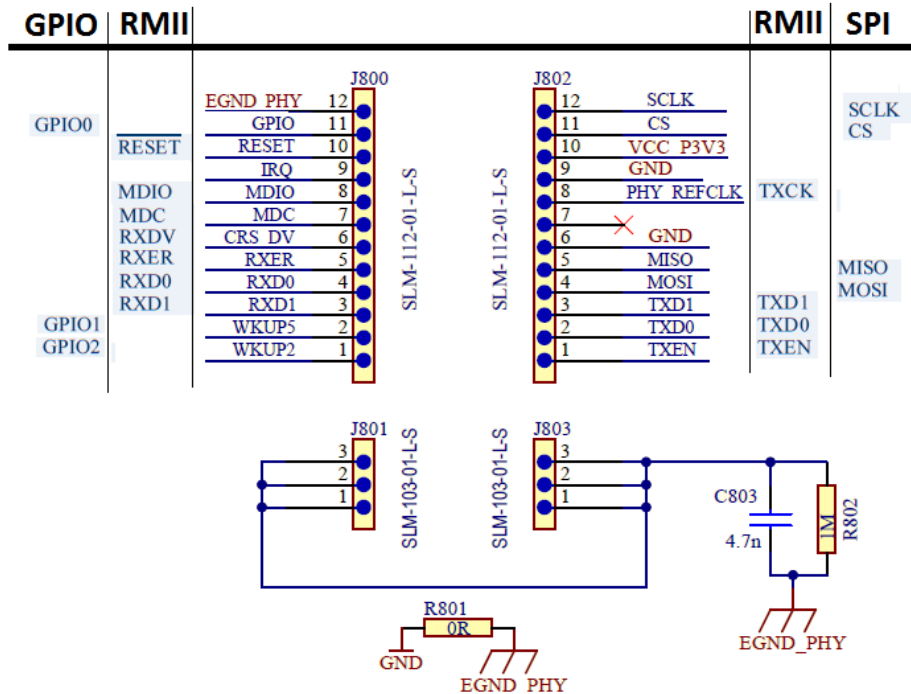 GPIO RMII RMII SPI
J800 J802
EGND_PHY 12 12 SCLK SCLK
GPIO0 GPIO 11 11 CS CS
RESET RESET 10 10 VCC_P3V3
IRQ 9 9 GND
MDIO MDIO 8 8 PHY_REFCLK TXCK
MDC MDC 7 7
RXDV CRS_DV 6 6 GND
RXER RXER 5 5 MISO MISO
RXD0 RXD0 4 4 MOSI MOSI
RXD1 RXD1 3 3 TXD1 TXD1
GPIO1 WKUP5 2 2 TXD0 TXD0
GPIO2 WKUP2 1 1 TXEN TXEN
SLM-112-01-L-S SLM-112-01-L-S
J801 J803
3 3
2 2
1 1
SLM-103-01-L-S SLM-103-01-L-S
C803
4.7n
1M R802
EGND_PHY
R801
0R
GND
EGND_PHY